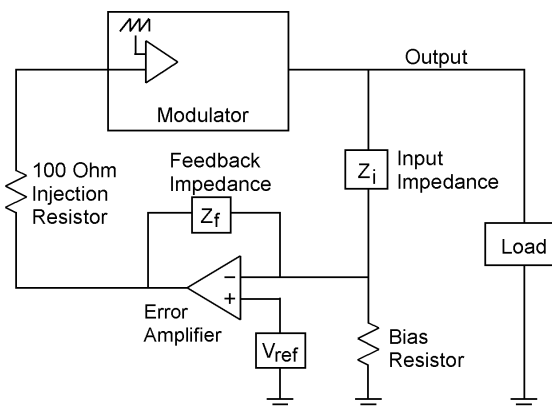 Modulator
Output
100 Ohm
Injection
Resistor
Feedback
Impedance
Zf
Zi
Input
Impedance
Load
−
+
Error
Amplifier
Vref
Bias
Resistor